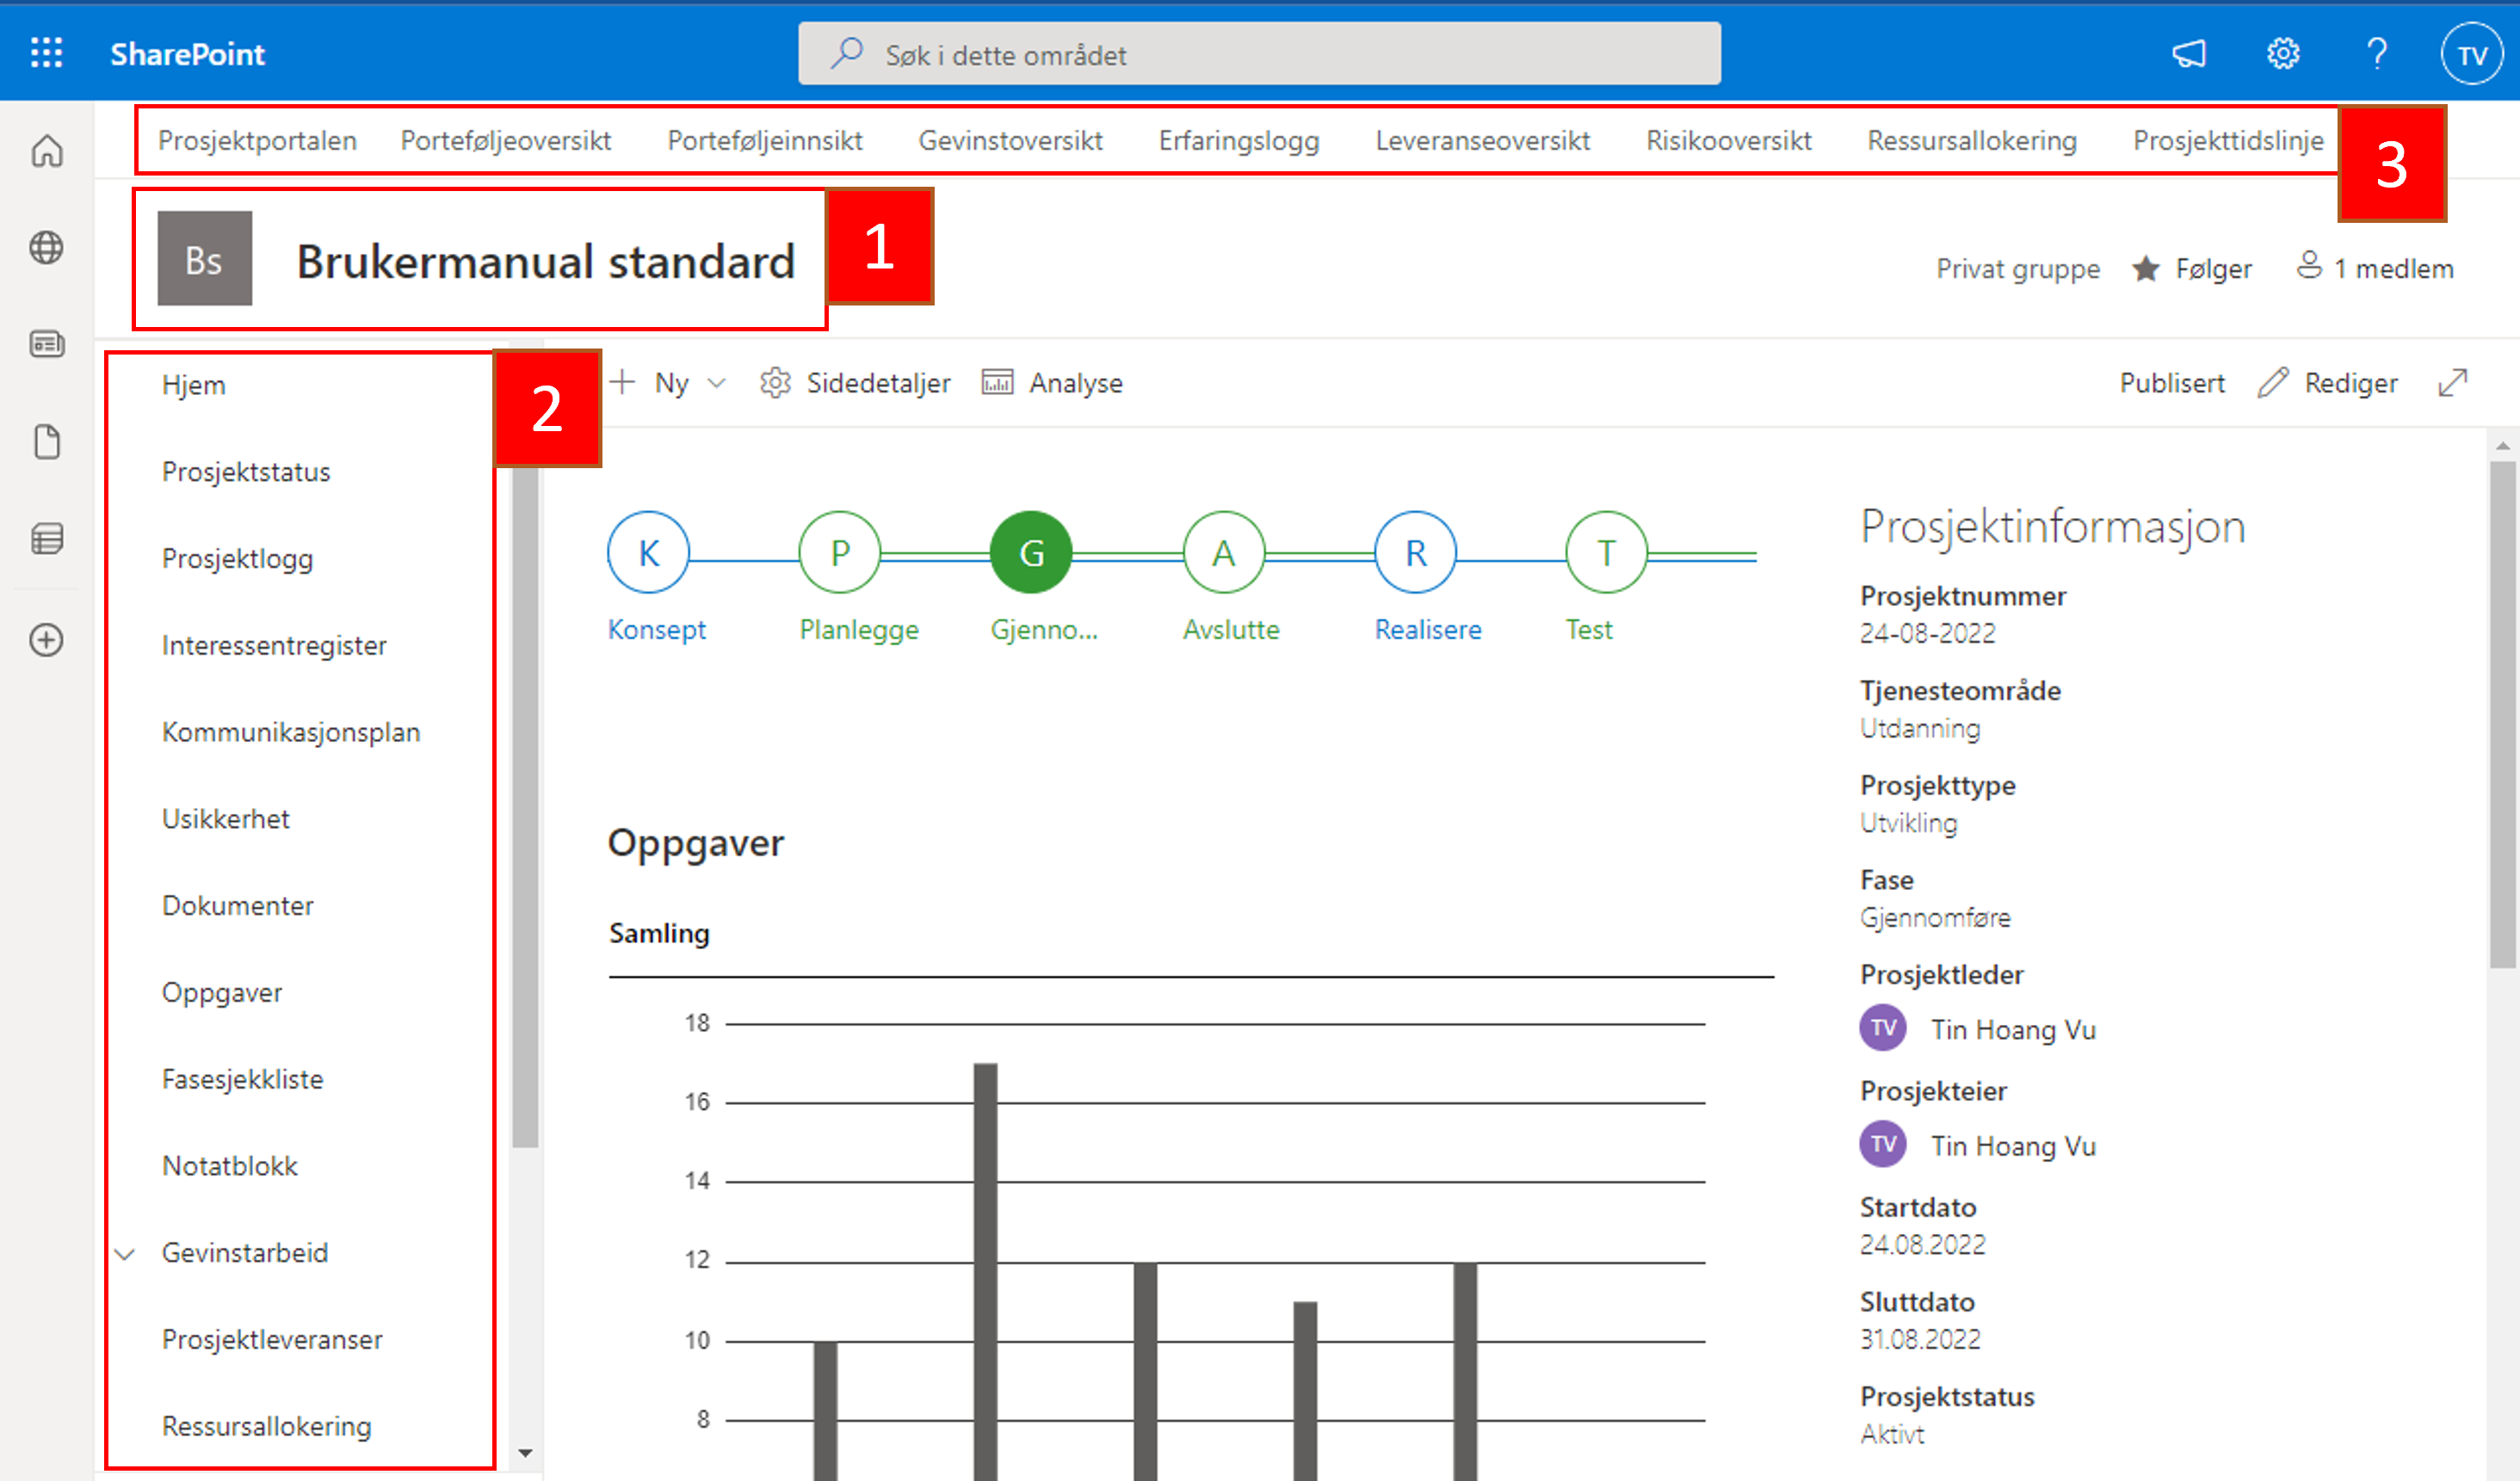 SharePoint
Søk i dette området
TV
Prosjektportalen Porteføljeoversikt Porteføljeinnsikt Gevinstoversikt Erfaringslogg Leveranseoversikt Risikooversikt Ressursallokering Prosjekttidslinje
3
Bs
Brukermanual standard
1
Privat gruppe Følger 1 medlem
Hjem
Prosjektstatus
Prosjektlogg
Interessentregister
Kommunikasjonsplan
Usikkerhet
Dokumenter
Oppgaver
Fasesjekkliste
Notatblokk
Gevinstarbeid
Prosjektleveranser
Ressursallokering
2
Ny Sidedetaljer Analyse
Publisert Rediger
K P G A R T
Konsept Planlegge Gjenno... Avslutte Realisere Test
Oppgaver
Samling
18
16
14
12
10
8
Prosjektinformasjon
Prosjektnummer
24-08-2022
Tjenesteområde
Utdanning
Prosjekttype
Utvikling
Fase
Gjennomføre
Prosjektleder
TV Tin Hoang Vu
Prosjekteier
TV Tin Hoang Vu
Startdato
24.08.2022
Sluttdato
31.08.2022
Prosjektstatus
Aktivt